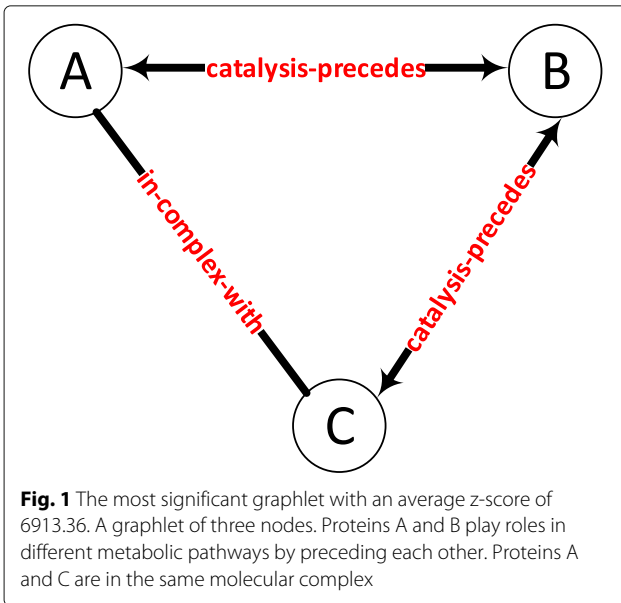 A
catalysis-precedes
B
in-complex-with
catalysis-precedes
C
Fig. 1 The most significant graphlet with an average z-score of
6913.36. A graphlet of three nodes. Proteins A and B play roles in
different metabolic pathways by preceding each other. Proteins A
and C are in the same molecular complex